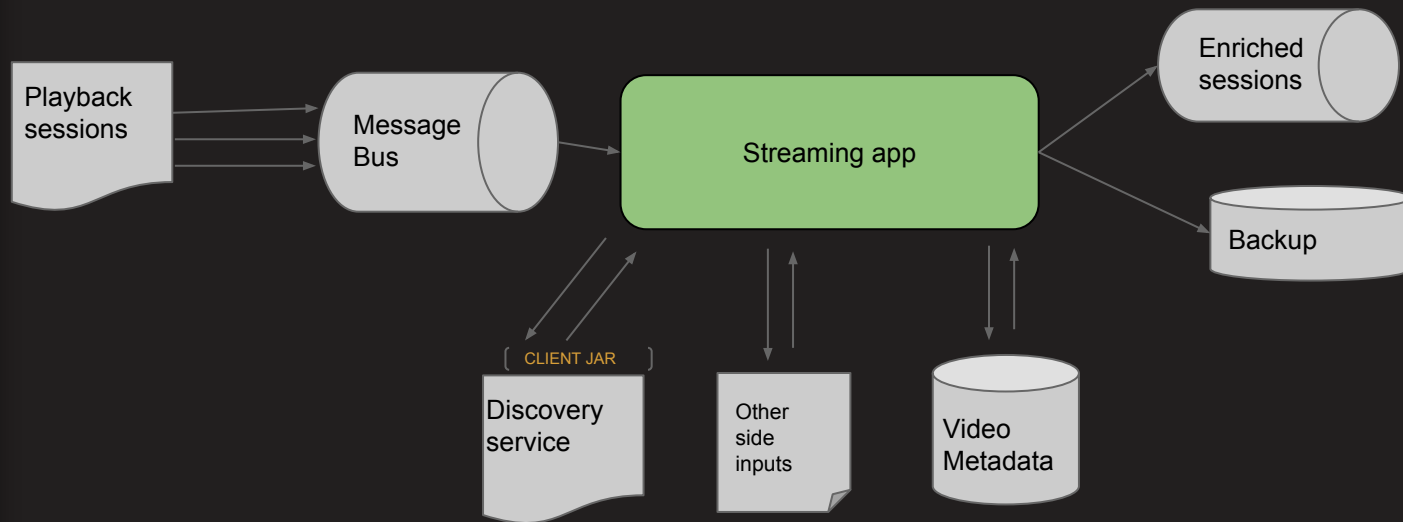 Playback
sessions
Message
Bus
Streaming app
Enriched
sessions
Backup
CLIENT JAR
Discovery
service
Other
side
inputs
Video
Metadata